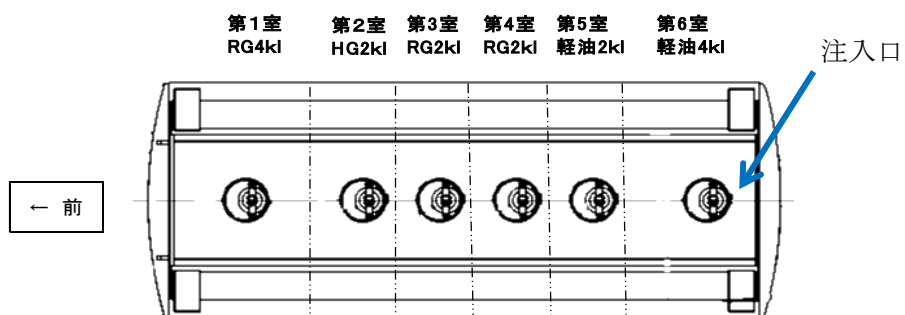 第1室 第2室 第3室 第4室 第5室 第6室
RG4kl HG2kl RG2kl RG2kl 軽油2kl 軽油4kl
注入口
← 前